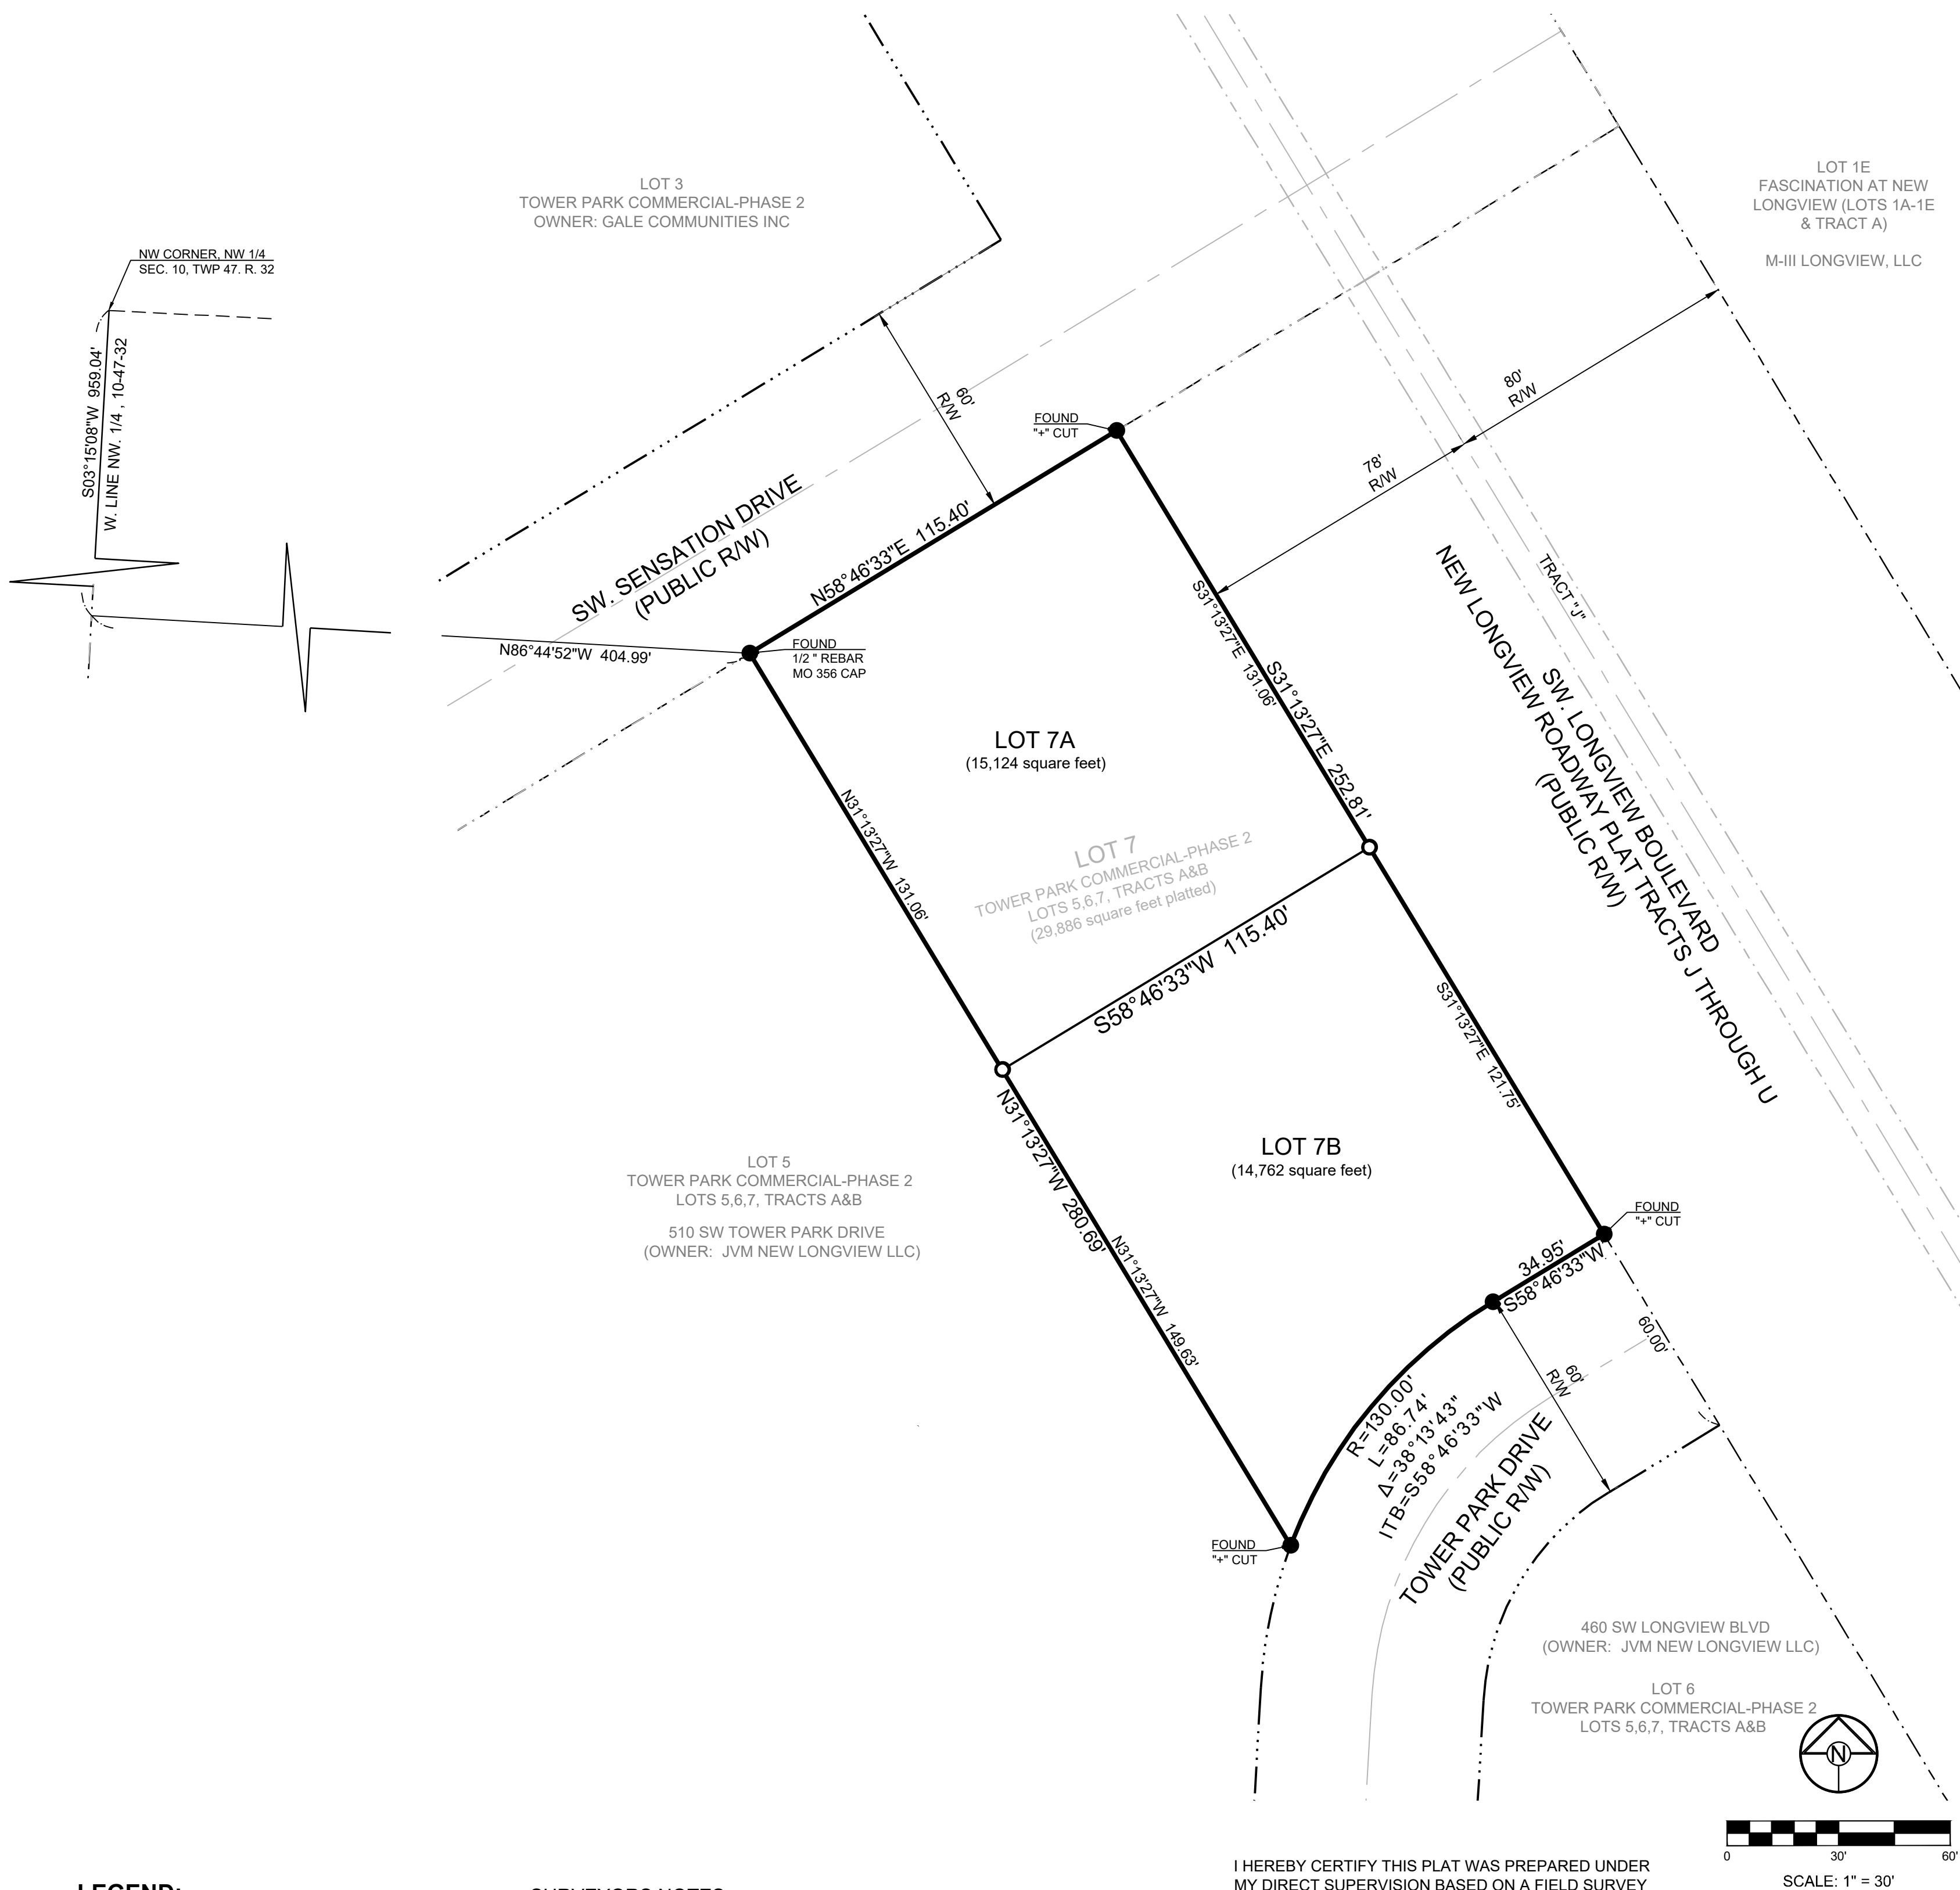 LOT 3
TOWER PARK COMMERCIAL-PHASE 2
OWNER: GALE COMMUNITIES INC
LOT 1E
FASCINATION AT NEW
LONGVIEW (LOTS 1A-1E
& TRACT A)
M-III LONGVIEW, LLC
NW CORNER, NW 1/4
SEC. 10, TWP 47. R. 32
S03°15'08"W 959.04'
W. LINE NW. 1/4 , 10-47-32
60'
R/W
80'
R/W
78'
R/W
FOUND
"+" CUT
SW. SENSATION DRIVE
(PUBLIC R/W)
N58°46'33"E 115.40'
N86°44'52"W 404.99'
FOUND
1/2 " REBAR
MO 356 CAP
S31°13'27"E 131.06'
S31°13'27"E 252.81'
TRACT "J"
SW. LONGVIEW BOULEVARD
NEW LONGVIEW ROADWAY PLAT TRACTS J THROUGH U
(PUBLIC R/W)
LOT 7A
(15,124 square feet)
N31°13'27"W 131.06'
LOT 7
TOWER PARK COMMERCIAL-PHASE 2
LOTS 5,6,7, TRACTS A&B
(29,886 square feet platted)
S58°46'33"W 115.40'
S31°13'27"E 121.75'
LOT 7B
(14,762 square feet)
N31°13'27"W 280.69'
N31°13'27"W 149.63'
LOT 5
TOWER PARK COMMERCIAL-PHASE 2
LOTS 5,6,7, TRACTS A&B
510 SW TOWER PARK DRIVE
(OWNER: JVM NEW LONGVIEW LLC)
FOUND
"+" CUT
34.95'
S58°46'33"W
60.00'
60'
R/W
R=130.00'
L=86.74'
Δ=38°13'43"
ITB=S58°46'33"W
TOWER PARK DRIVE
(PUBLIC R/W)
FOUND
"+" CUT
460 SW LONGVIEW BLVD
(OWNER: JVM NEW LONGVIEW LLC)
LOT 6
TOWER PARK COMMERCIAL-PHASE 2
LOTS 5,6,7, TRACTS A&B
N
0 30' 60'
SCALE: 1" = 30'
I HEREBY CERTIFY THIS PLAT WAS PREPARED UNDER
MY DIRECT SUPERVISION BASED ON A FIELD SURVEY
LEGEND:
SURVEYORS NOTES